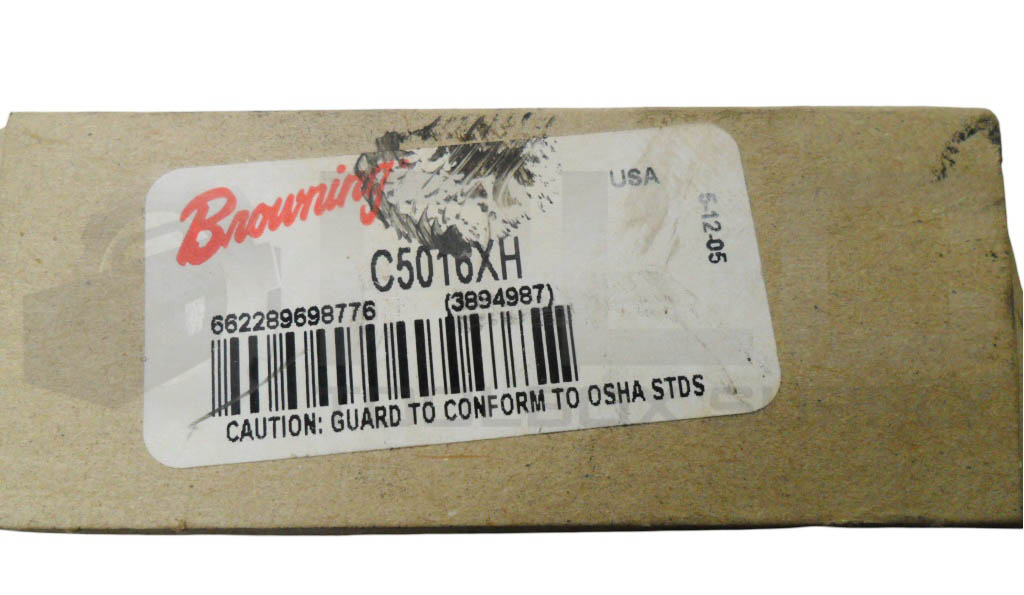 Browning
USA
5-12-05
C5016XH
662289698776 (3894987)
CAUTION: GUARD TO CONFORM TO OSHA STDS